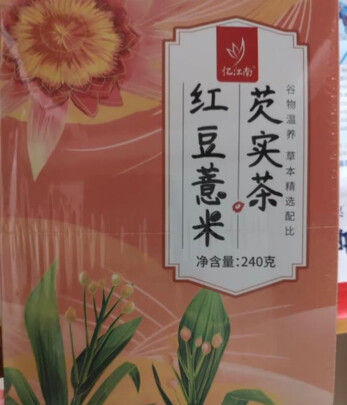 忆江南
红豆薏米
芡实茶
谷物温养 草本精选配比
净含量:240克